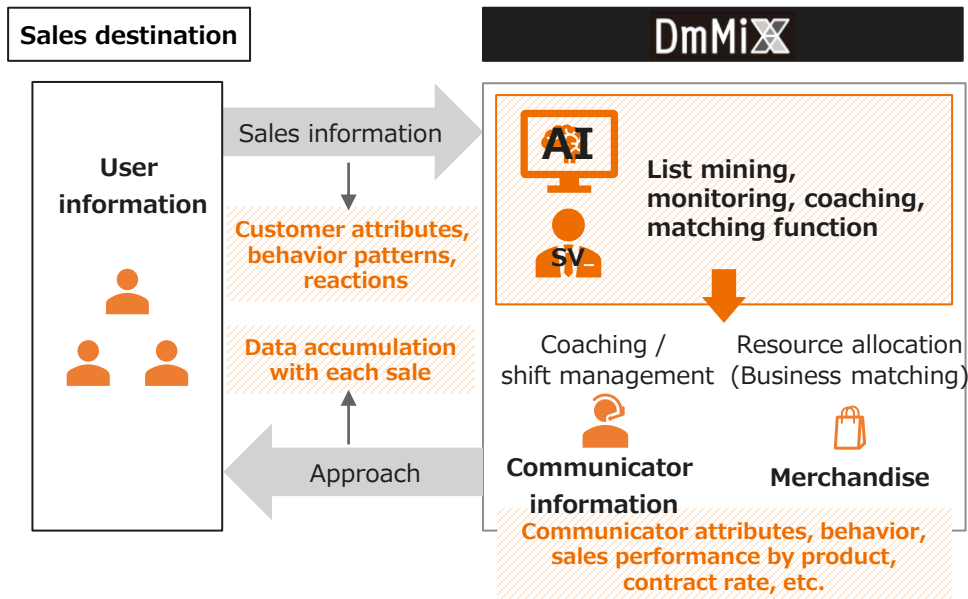 Sales destination
DmMiX
User
information
Sales information
Customer attributes,
behavior patterns,
reactions
Data accumulation
with each sale
Approach
AI
SV
List mining,
monitoring, coaching,
matching function
Coaching /
shift management
Resource allocation
(Business matching)
Communicator
information
Merchandise
Communicator attributes, behavior,
sales performance by product,
contract rate, etc.